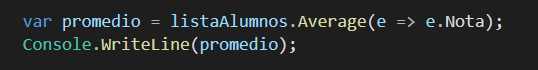 var promedio = listaAlumnos.Average(e => e.Nota);
Console.WriteLine(promedio);